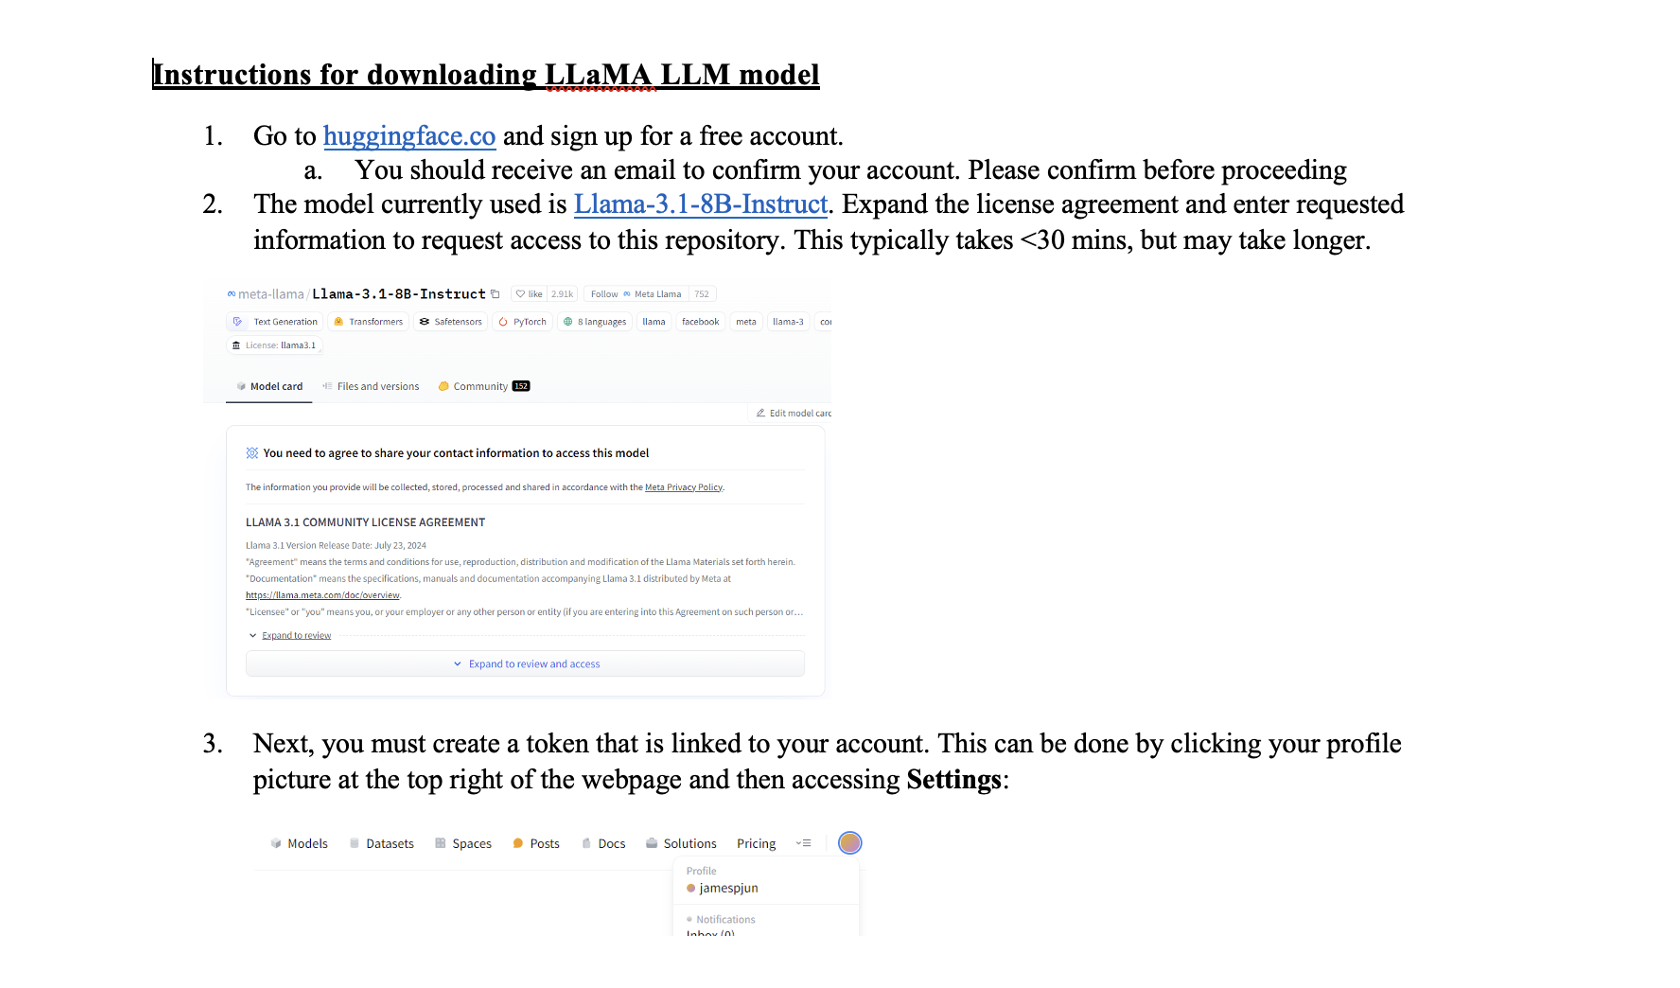 Instructions for downloading LLaMA LLM model
1. Go to huggingface.co and sign up for a free account.
a. You should receive an email to confirm your account. Please confirm before proceeding
2. The model currently used is Llama-3.1-8B-Instruct. Expand the license agreement and enter requested
information to request access to this repository. This typically takes <30 mins, but may take longer.
meta-llama/Llama-3.1-8B-Instruct like 2.91k Follow Meta Llama 752
Text Generation Transformers Safetensors PyTorch 8 languages llama facebook meta llama-3
License: llama3.1
Model card Files and versions Community 152
Edit model card
You need to agree to share your contact information to access this model
The information you provide will be collected, stored, processed and shared in accordance with the Meta Privacy Policy.
LLAMA 3.1 COMMUNITY LICENSE AGREEMENT
Llama 3.1 Version Release Date: July 23, 2024
"Agreement" means the terms and conditions for use, reproduction, distribution and modification of the Llama Materials set forth herein.
"Documentation" means the specifications, manuals and documentation accompanying Llama 3.1 distributed by Meta at
https://llama.meta.com/doc/overview.
"Licensee" or "you" means you, or your employer or any other person or entity (if you are entering into this Agreement on such person or...
Expand to review
Expand to review and access
3. Next, you must create a token that is linked to your account. This can be done by clicking your profile
picture at the top right of the webpage and then accessing Settings:
Models Datasets Spaces Posts Docs Solutions Pricing
Profile
jamespjun
Notifications
Inbox (0)